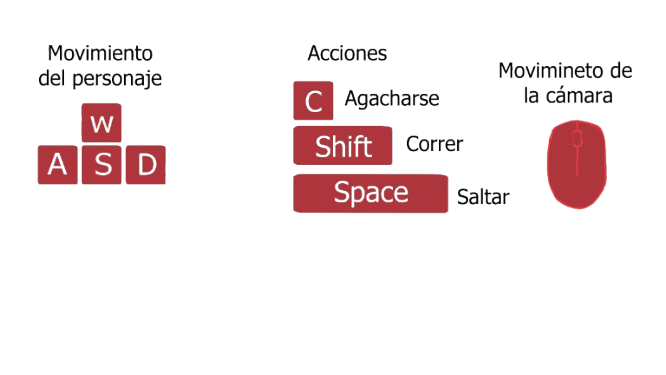 Movimiento
del personaje
w
A S D
Acciones
C Agacharse
Shift Correr
Space Saltar
Movimineto de
la cámara